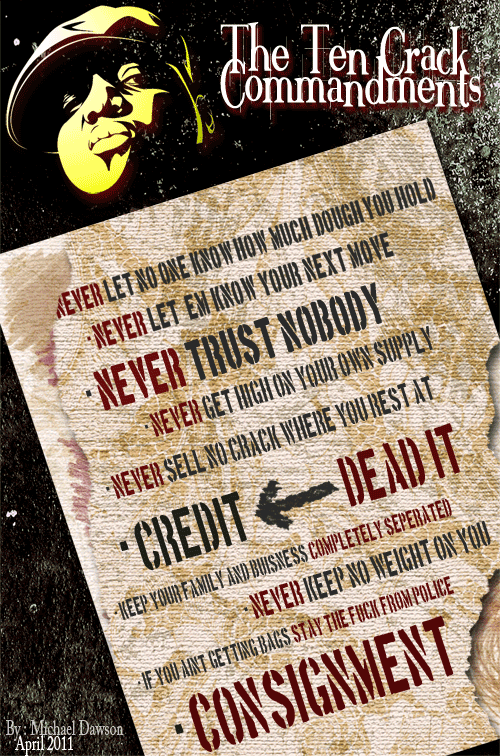 The Ten Crack
Commandments
NEVER LET NO ONE KNOW HOW MUCH DOUGH YOU HOLD
· NEVER LET EM KNOW YOUR NEXT MOVE
· NEVER TRUST NOBODY
· NEVER GET HIGH ON YOUR OWN SUPPLY
· NEVER SELL NO CRACK WHERE YOU REST AT
· CREDIT DEAD IT
· KEEP YOUR FAMILY AND BUISNESS COMPLETELY SEPERATED
· NEVER KEEP NO WEIGHT ON YOU
· IF YOU AINT GETTING BAGS STAY THE FUCK FROM POLICE
· CONSIGNMENT
By : Michael Dawson
April 2011